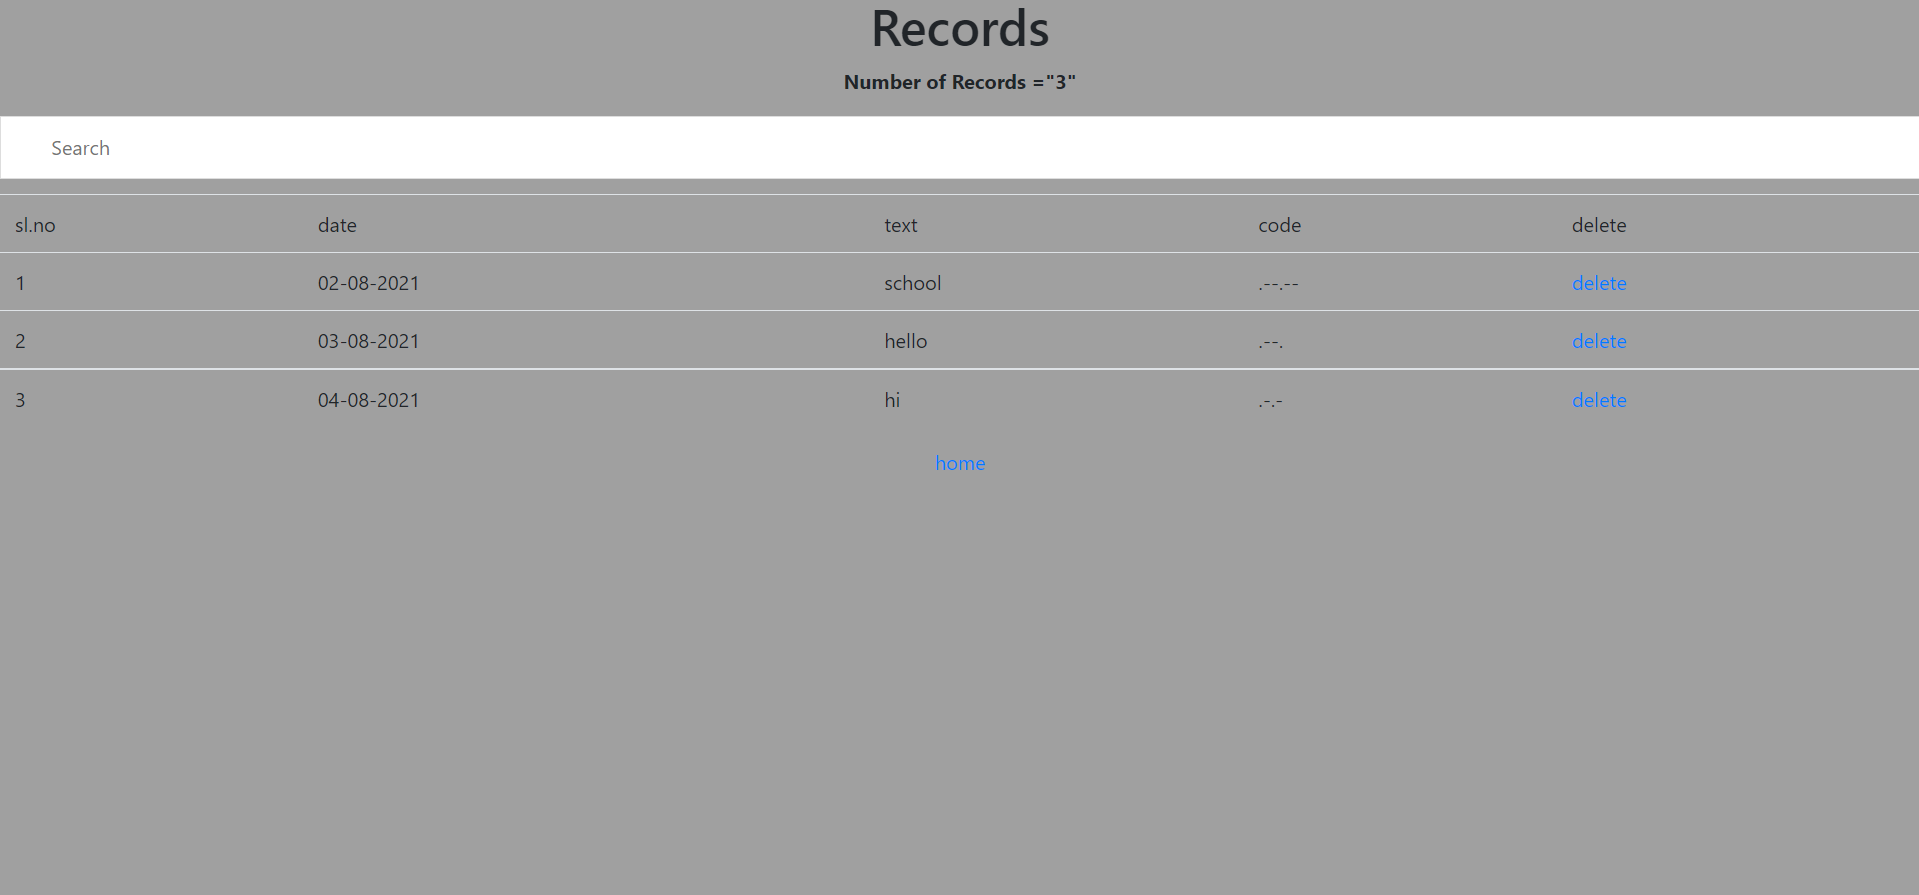 Records
Number of Records ="3"
Search
sl.no date text code delete
1 02-08-2021 school .--.-- delete
2 03-08-2021 hello .--. delete
3 04-08-2021 hi .-.- delete
home